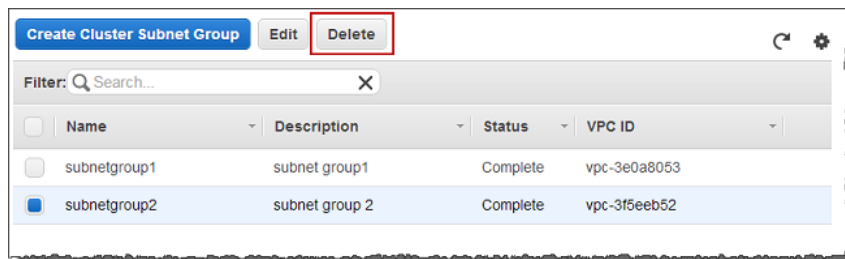 Create Cluster Subnet Group Edit Delete
Filter: Search...
Name Description Status VPC ID
subnetgroup1 subnet group1 Complete vpc-3e0a8053
subnetgroup2 subnet group 2 Complete vpc-3f5eeb52